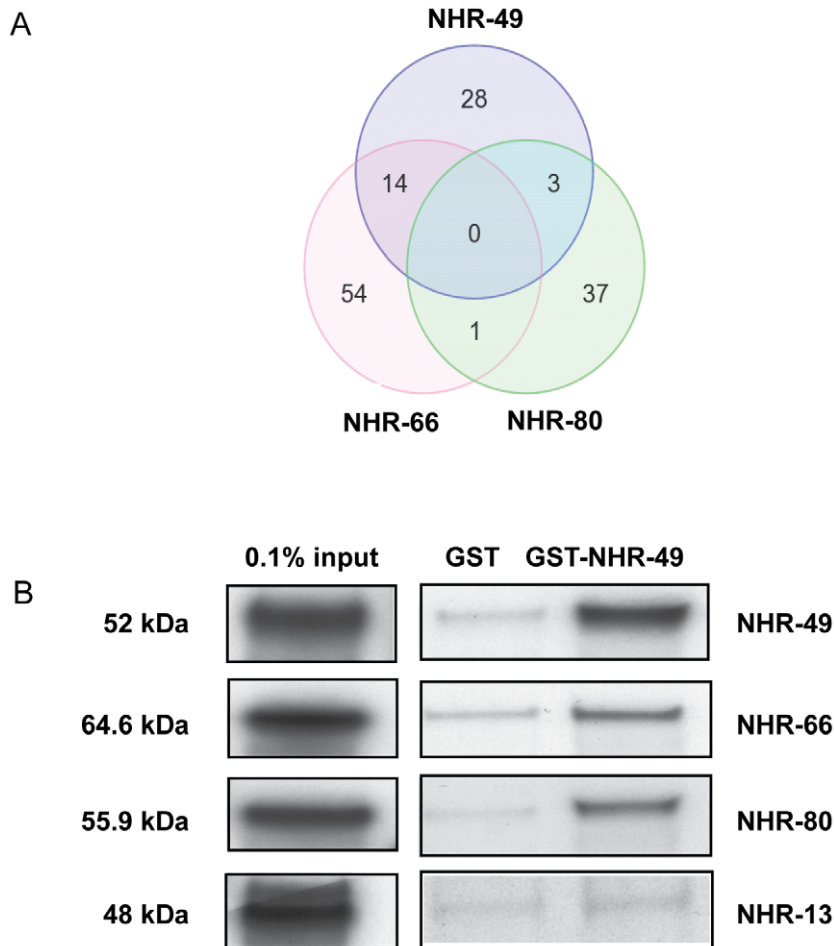 A
NHR-49
28
14
3
0
54
37
1
NHR-66 NHR-80
B
0.1% input GST GST-NHR-49
52 kDa NHR-49
64.6 kDa NHR-66
55.9 kDa NHR-80
48 kDa NHR-13